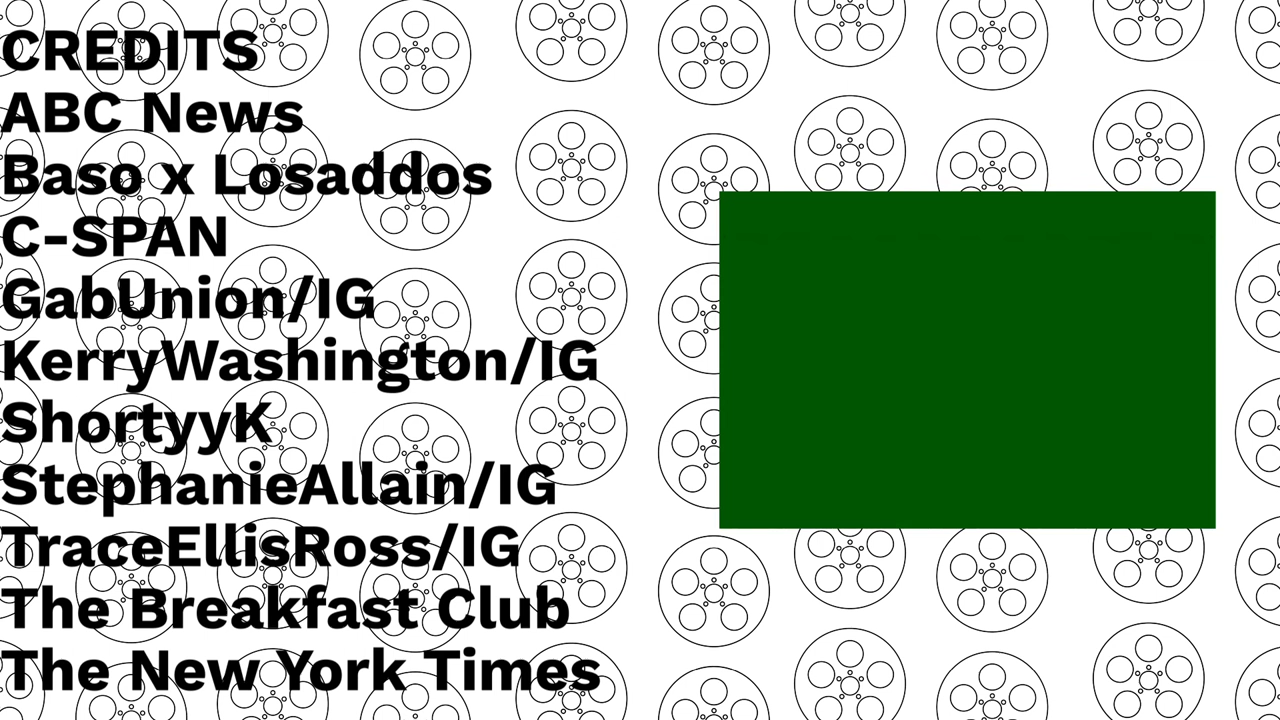 CREDITS
ABC News
Baso x Losaddos
C-SPAN
GabUnion/IG
KerryWashington/IG
ShortyyK
StephanieAllain/IG
TraceEllisRoss/IG
The Breakfast Club
The New York Times